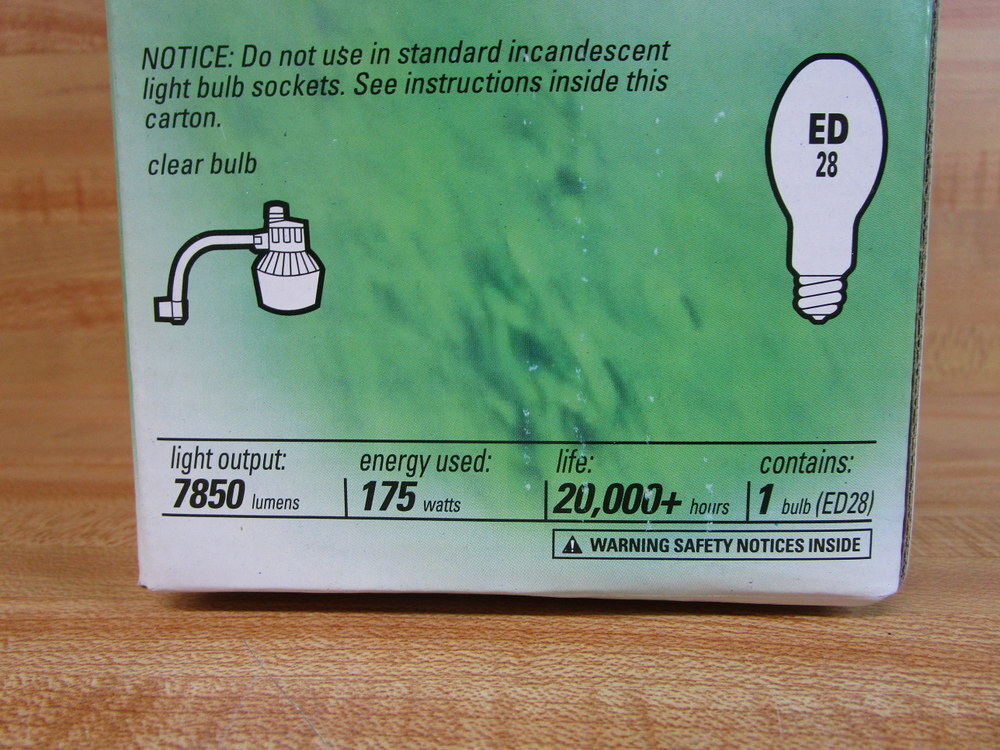 NOTICE: Do not use in standard incandescent
light bulb sockets. See instructions inside this
carton.
clear bulb
ED
28
light output: energy used: life: contains:
7850 lumens 175 watts 20,000+ hours 1 bulb (ED28)
WARNING SAFETY NOTICES INSIDE